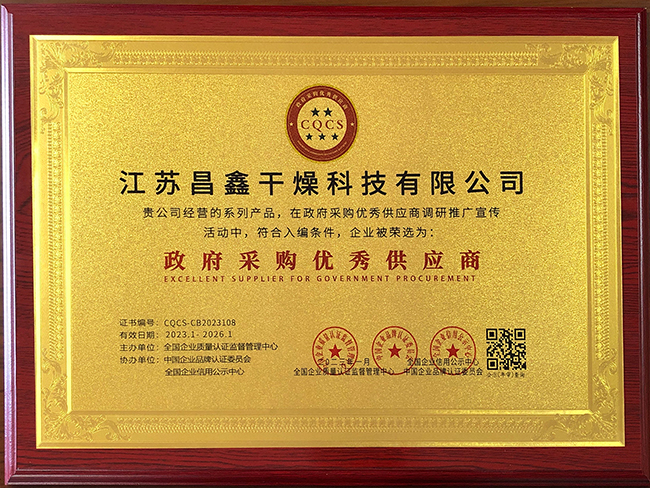 CQCS
江苏昌鑫干燥科技有限公司
贵公司经营的系列产品，在政府采购优秀供应商调研推广宣传
活动中，符合入编条件，企业被荣选为：
政府采购优秀供应商
EXCELLENT SUPPLIER FOR GOVERNMENT PROCUREMENT
证书编号：CQCS-CB2023108
有效日期：2023.1- 2026.1
主办单位：全国企业质量认证监督管理中心
协办单位：中国企业品牌认证委员会
全国企业信用公示中心
全国企业信用公示中心
全国企业质量认证监督管理中心 中国企业品牌认证委员会